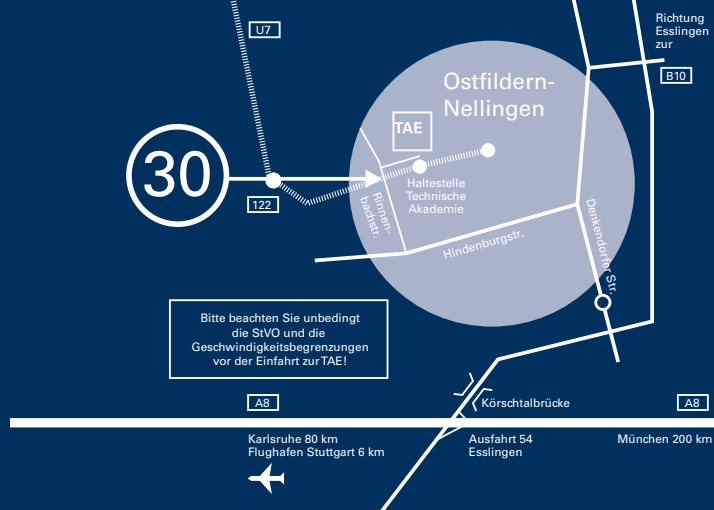 U7
Richtung
Esslingen
zur
B10
Ostfildern-
Nellingen
TAE
30
122
Haltestelle
Technische
Akademie
Rinnen-
bachstr.
Hindenburgstr.
Denkendorfer Str.
Bitte beachten Sie unbedingt
die StVO und die
Geschwindigkeitsbegrenzungen
vor der Einfahrt zur TAE!
A8
Körschtalbrücke
A8
Karlsruhe 80 km
Flughafen Stuttgart 6 km
Ausfahrt 54
Esslingen
München 200 km